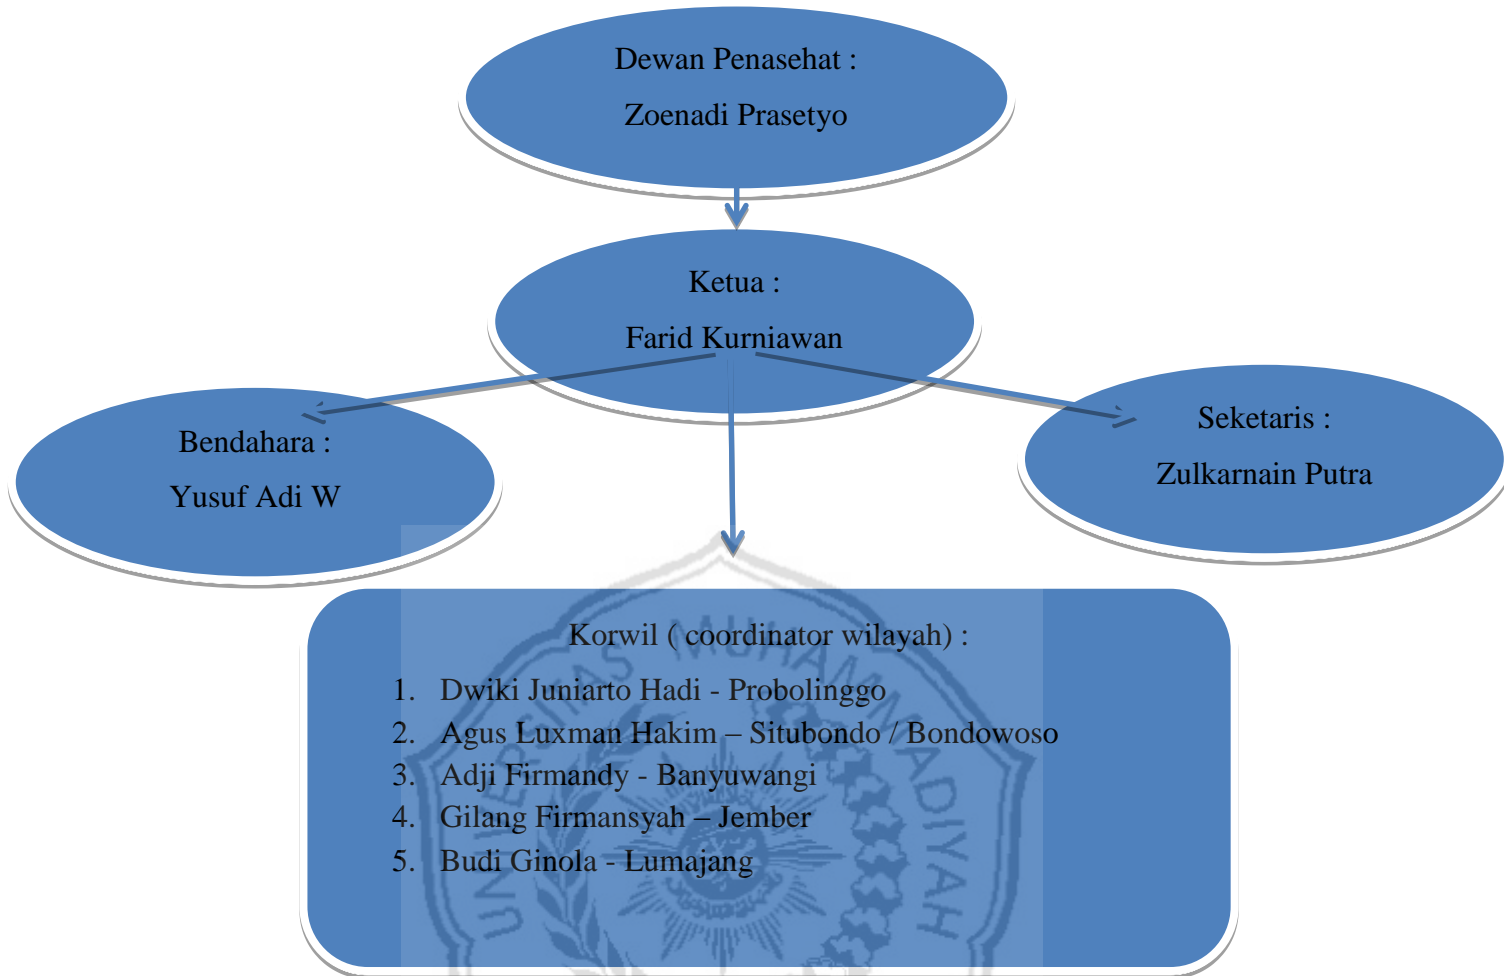 Dewan Penasehat :
Zoenadi Prasetyo
Ketua :
Farid Kurniawan
Bendahara :
Yusuf Adi W
Seketaris :
Zulkarnain Putra
Korwil ( coordinator wilayah) :
1. Dwiki Juniarto Hadi - Probolinggo
2. Agus Luxman Hakim – Situbondo / Bondowoso
3. Adji Firmandy - Banyuwangi
4. Gilang Firmansyah – Jember
5. Budi Ginola - Lumajang
UNIVERSITAS MUHAMMADIYAH